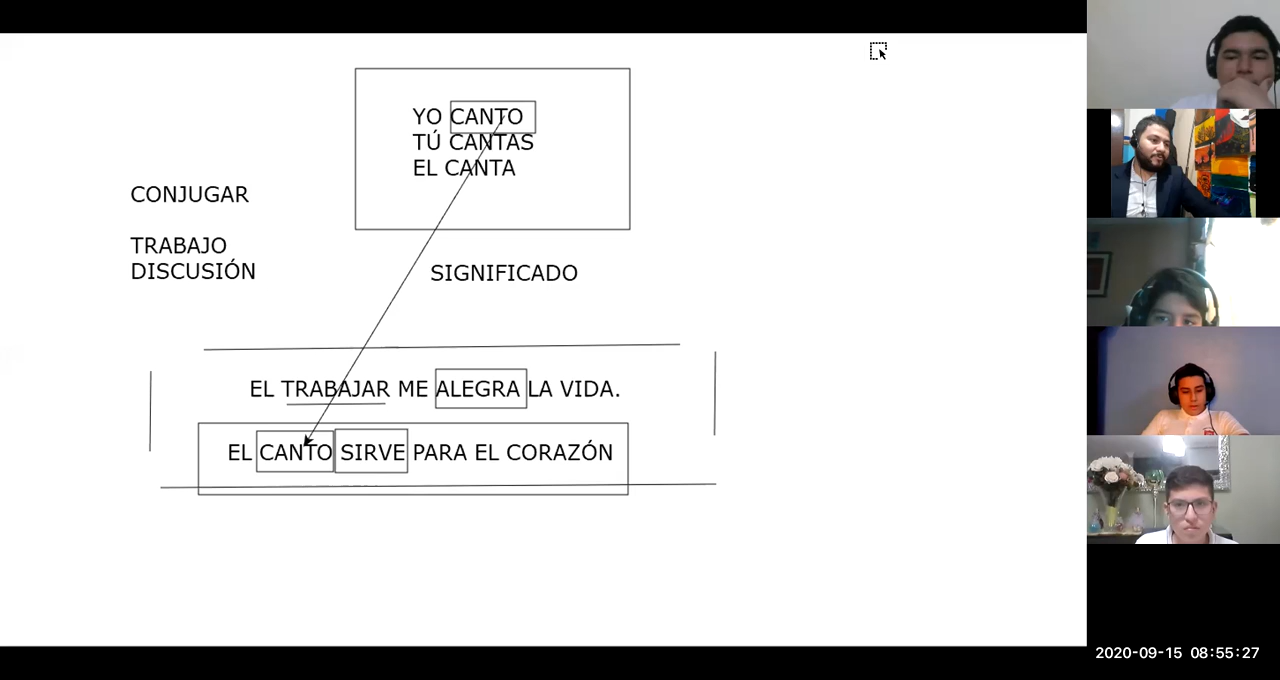 YO CANTO
TÚ CANTAS
EL CANTA
CONJUGAR
TRABAJO
DISCUSIÓN
SIGNIFICADO
EL TRABAJAR ME ALEGRA LA VIDA.
EL CANTO SIRVE PARA EL CORAZÓN
2020-09-15 08:55:27